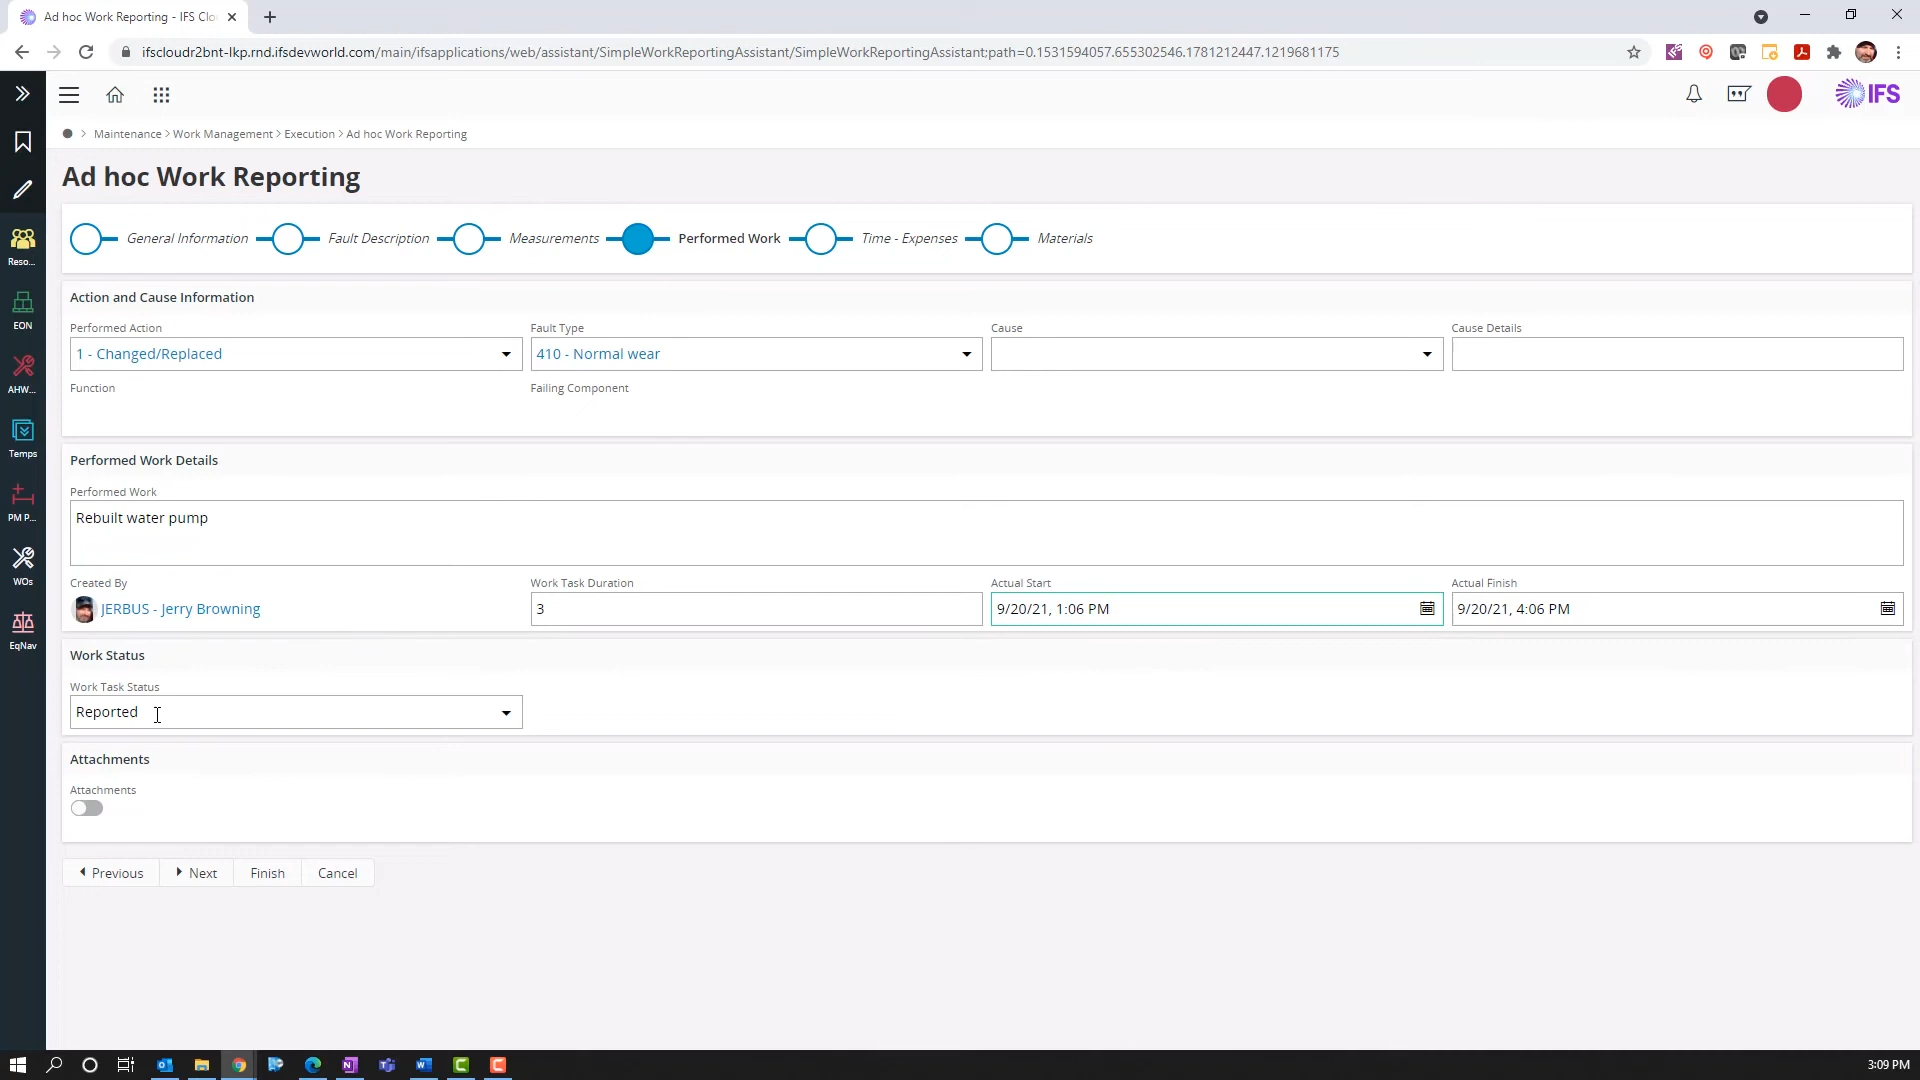 Ad hoc Work Reporting - IFS Clo
ifscloudr2bnt-lkp.rnd.ifsdevworld.com/main/ifsapplications/web/assistant/SimpleWorkReportingAssistant/SimpleWorkReportingAssistant;path=0.1531594057.655302546.1781212447.1219681175
IFS
Maintenance > Work Management > Execution > Ad hoc Work Reporting
Ad hoc Work Reporting
General Information Fault Description Measurements Performed Work Time - Expenses Materials
Reso...
EON
AHW...
Temps
PM P...
WOs
EqNav
Action and Cause Information
Performed Action Fault Type Cause Cause Details
1 - Changed/Replaced 410 - Normal wear
Function Failing Component
Performed Work Details
Performed Work
Rebuilt water pump
Created By Work Task Duration Actual Start Actual Finish
JERBUS - Jerry Browning 3 9/20/21, 1:06 PM 9/20/21, 4:06 PM
Work Status
Work Task Status
Reported
Attachments
Attachments
Previous Next Finish Cancel
3:09 PM